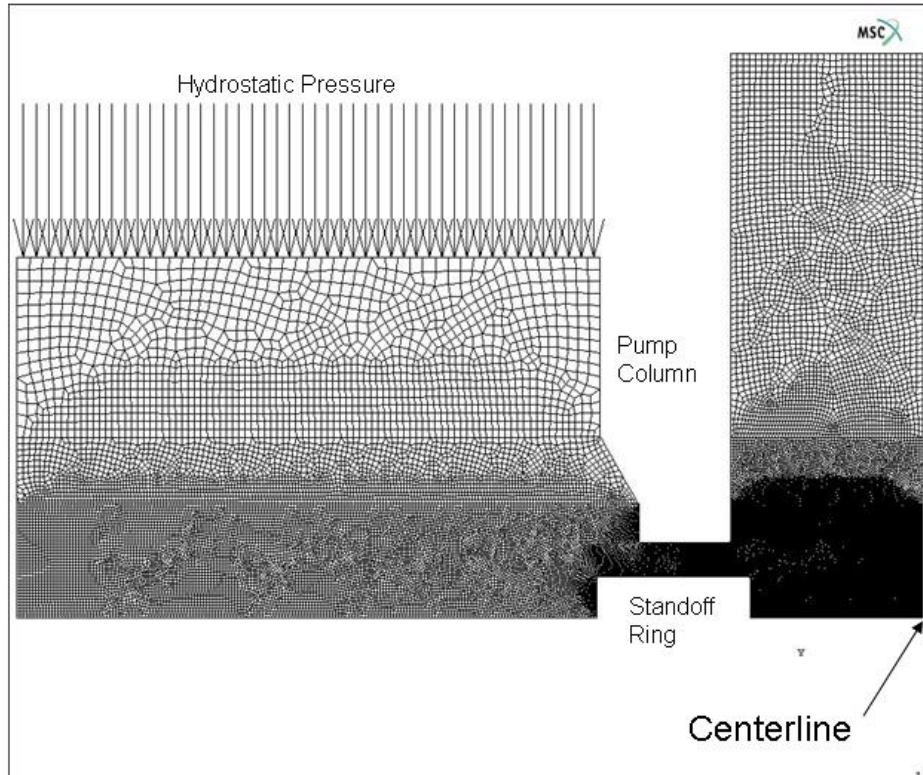 MSC
Hydrostatic Pressure
Pump
Column
Standoff
Ring
Y
Centerline